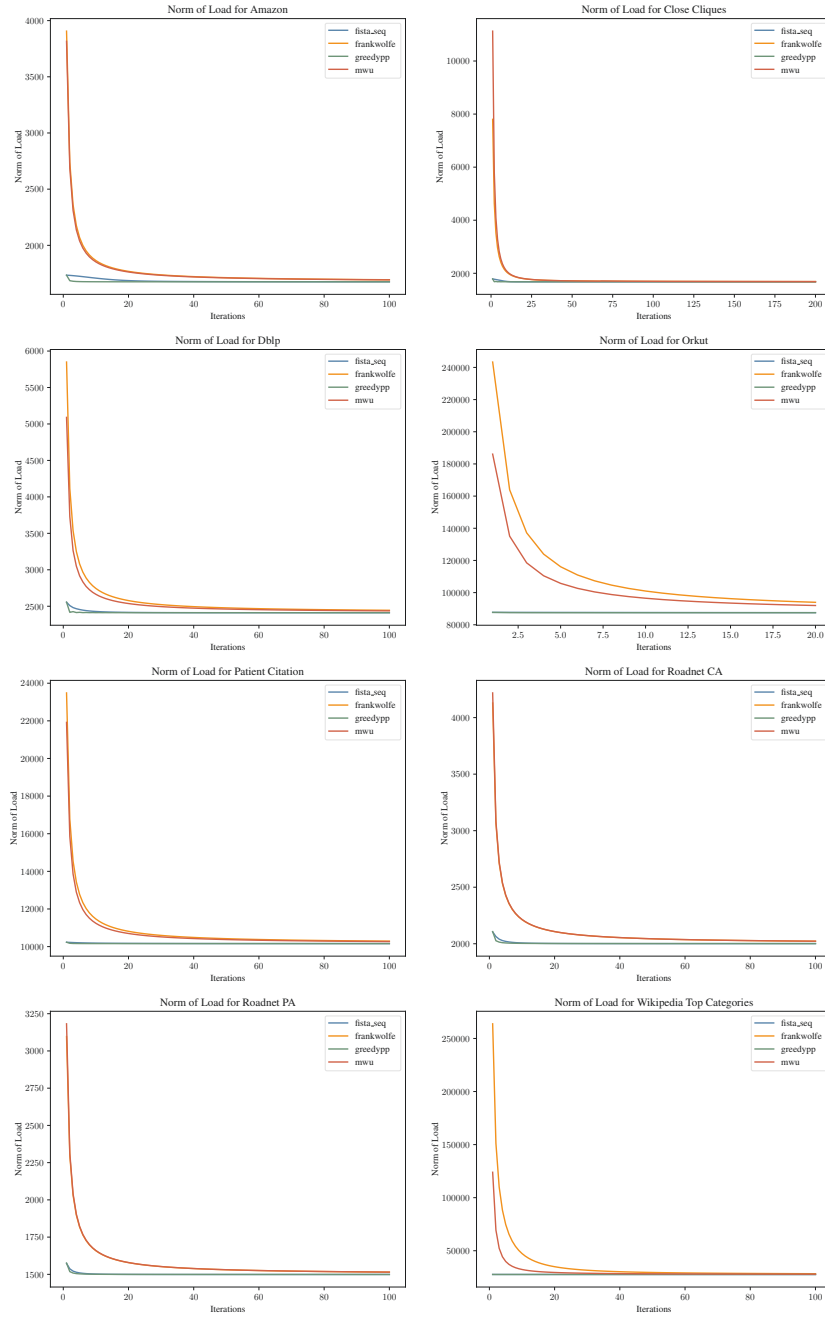 Norm of Load for Amazon
4000
3500
3000
2500
2000
Norm of Load
0 20 40 60 80 100
Iterations
fista_seq
frankwolfe
greedypp
mwu
Norm of Load for Close Cliques
10000
8000
6000
4000
2000
Norm of Load
0 25 50 75 100 125 150 175 200
Iterations
fista_seq
frankwolfe
greedypp
mwu
Norm of Load for Dblp
6000
5500
5000
4500
4000
3500
3000
2500
Norm of Load
0 20 40 60 80 100
Iterations
fista_seq
frankwolfe
greedypp
mwu
Norm of Load for Orkut
240000
220000
200000
180000
160000
140000
120000
100000
80000
Norm of Load
2.5 5.0 7.5 10.0 12.5 15.0 17.5 20.0
Iterations
fista_seq
frankwolfe
greedypp
mwu
Norm of Load for Patient Citation
24000
22000
20000
18000
16000
14000
12000
10000
Norm of Load
0 20 40 60 80 100
Iterations
fista_seq
frankwolfe
greedypp
mwu
Norm of Load for Roadnet CA
4000
3500
3000
2500
2000
Norm of Load
0 20 40 60 80 100
Iterations
fista_seq
frankwolfe
greedypp
mwu
Norm of Load for Roadnet PA
3250
3000
2750
2500
2250
2000
1750
1500
Norm of Load
0 20 40 60 80 100
Iterations
fista_seq
frankwolfe
greedypp
mwu
Norm of Load for Wikipedia Top Categories
250000
200000
150000
100000
50000
Norm of Load
0 20 40 60 80 100
Iterations
fista_seq
frankwolfe
greedypp
mwu